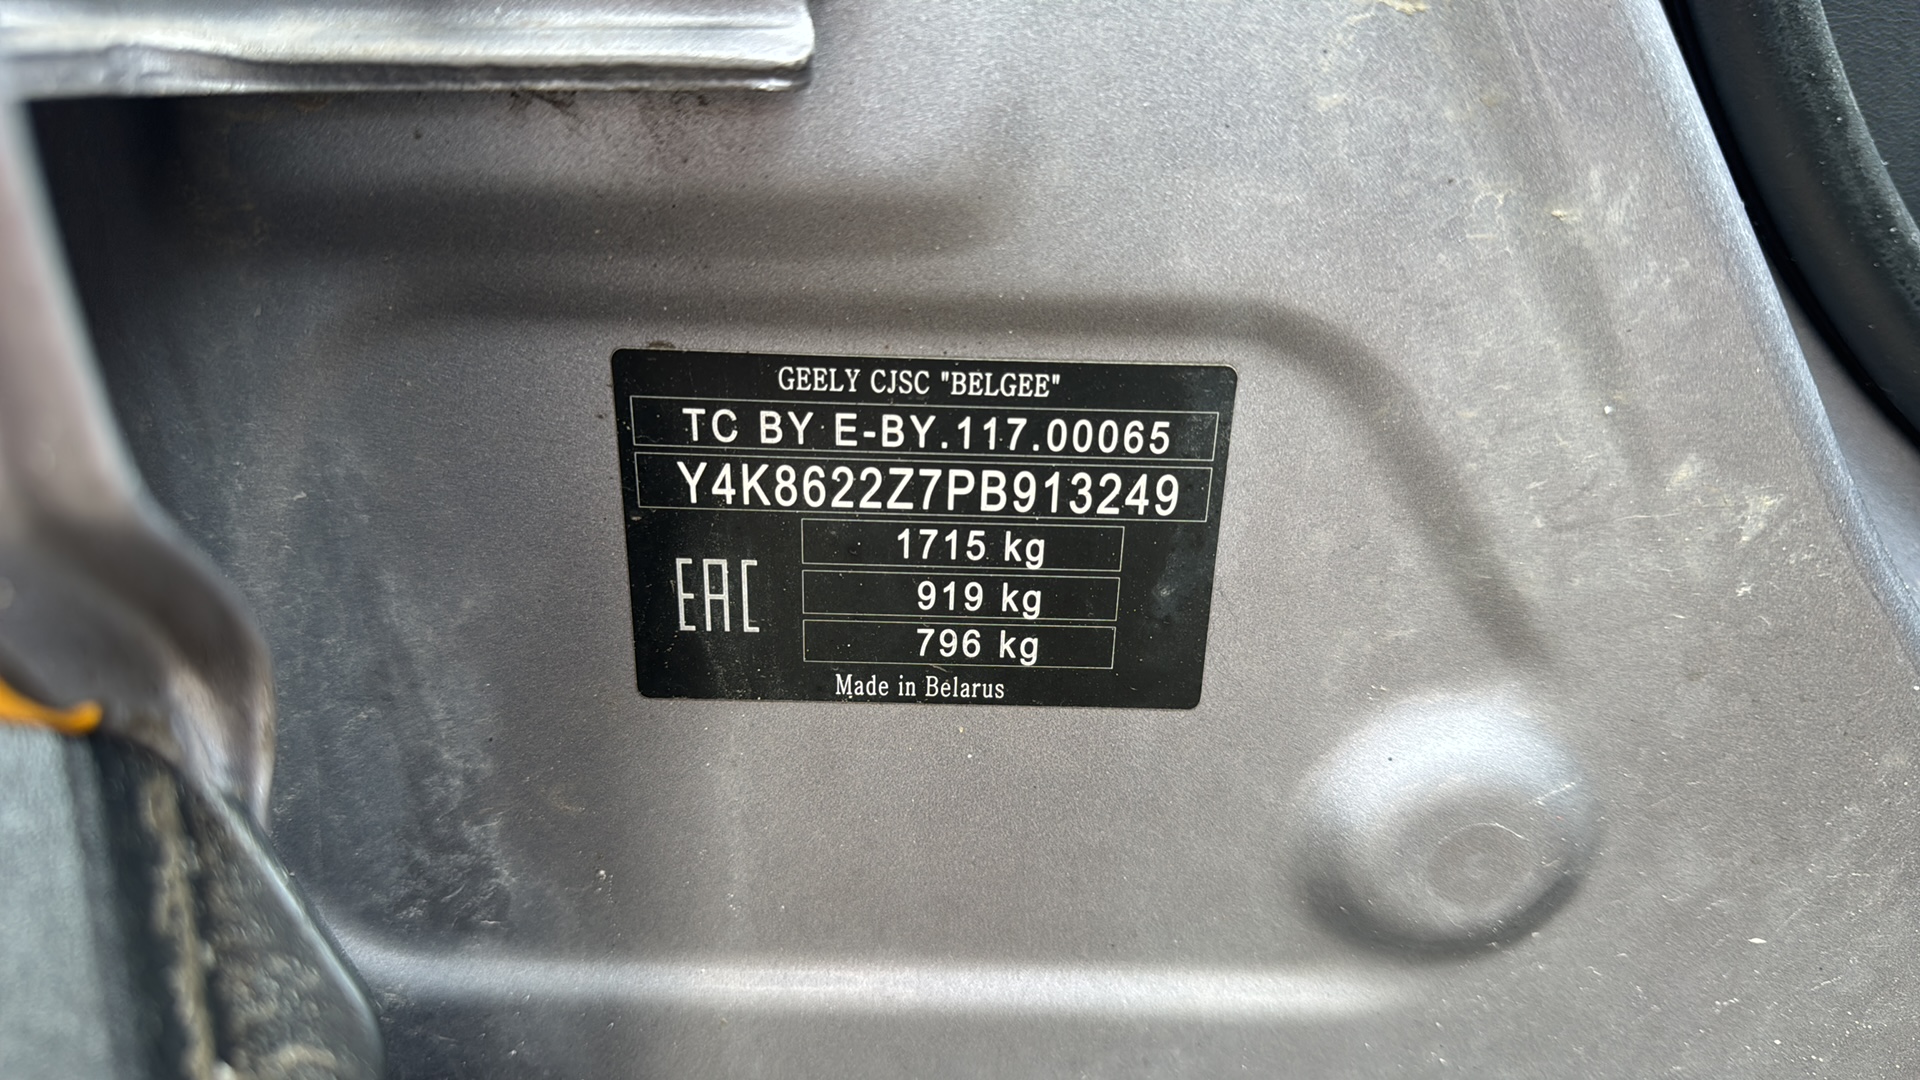 GEELY CJSC "BELGEE"
TC BY E-BY.117.00065
Y4K8622Z7PB913249
1715 kg
EAC
919 kg
796 kg
Made in Belarus